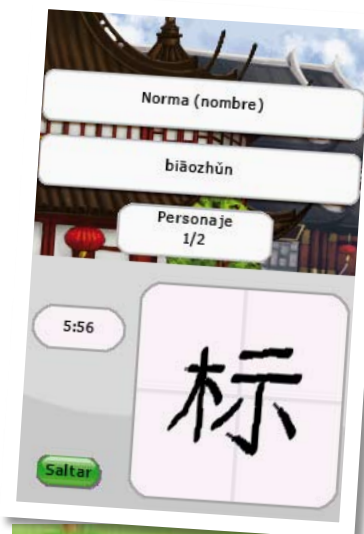 Norma (nombre)
biāozhǔn
Personaje
1/2
5:56
标
Saltar